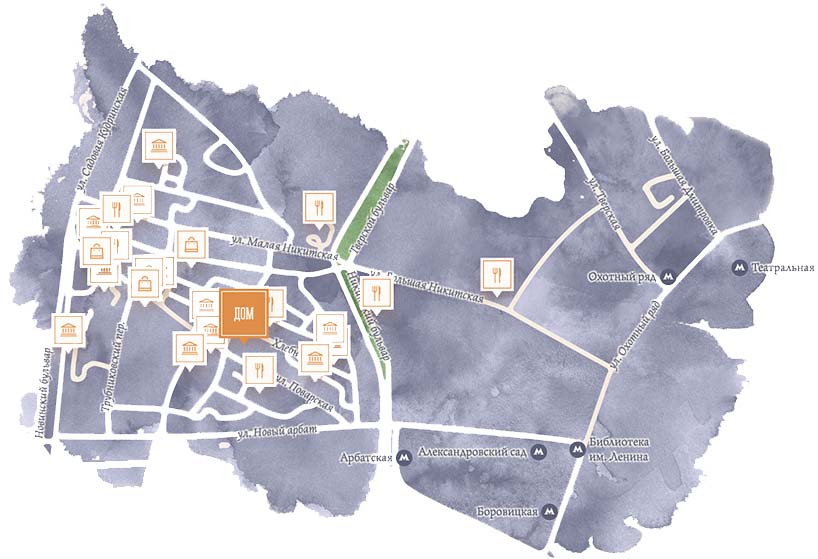 ул. Садовая Кудринская
ул. Большая Дмитровка
ул. Тверская
Тверской бульвар
ул. Малая Никитская
ул. Большая Никитская
Охотный ряд
М
М
Театральная
Никитский бульвар
ДОМ
ул. Охотный ряд
Хлебн
ул. Поварская
Новинский бульвар
Трубниковский пер.
ул. Новый арбат
Арбатская
М
Александровский сад
М
М
Библиотека
им. Ленина
Боровицкая
М